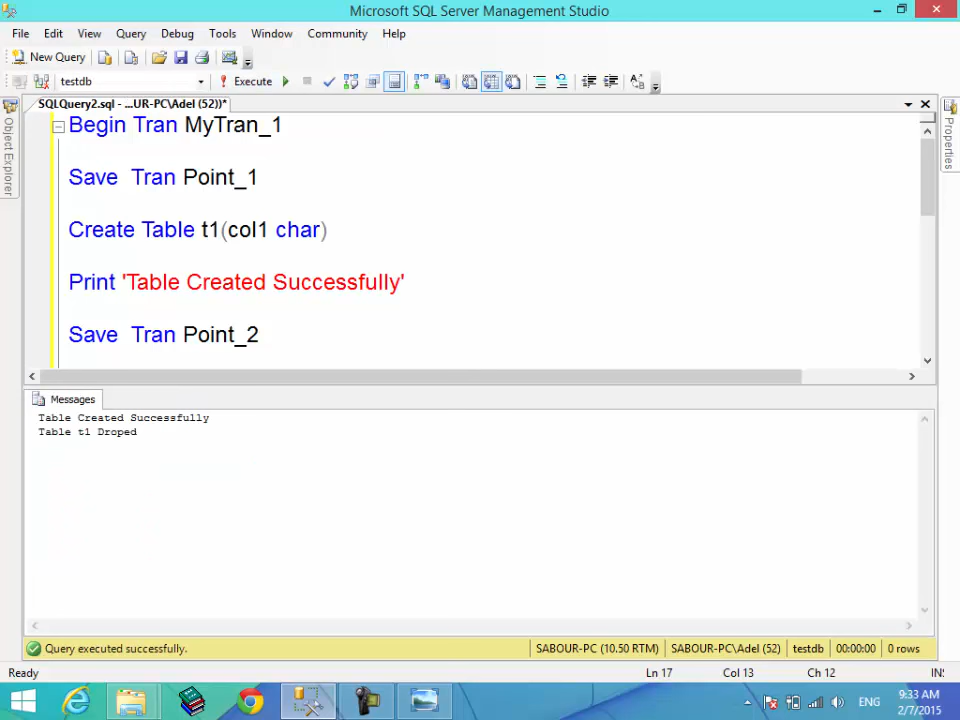 Microsoft SQL Server Management Studio
File Edit View Query Debug Tools Window Community Help
New Query
testdb Execute
SQLQuery2.sql - ...UR-PC\Adel (52))*
Object Explorer
Properties
Begin Tran MyTran_1
Save Tran Point_1
Create Table t1(col1 char)
Print 'Table Created Successfully'
Save Tran Point_2
Messages
Table Created Successfully
Table t1 Droped
Query executed successfully. SABOUR-PC (10.50 RTM) SABOUR-PC\Adel (52) testdb 00:00:00 0 rows
Ready Ln 17 Col 13 Ch 12 IN:
ENG 9:33 AM
2/7/2015